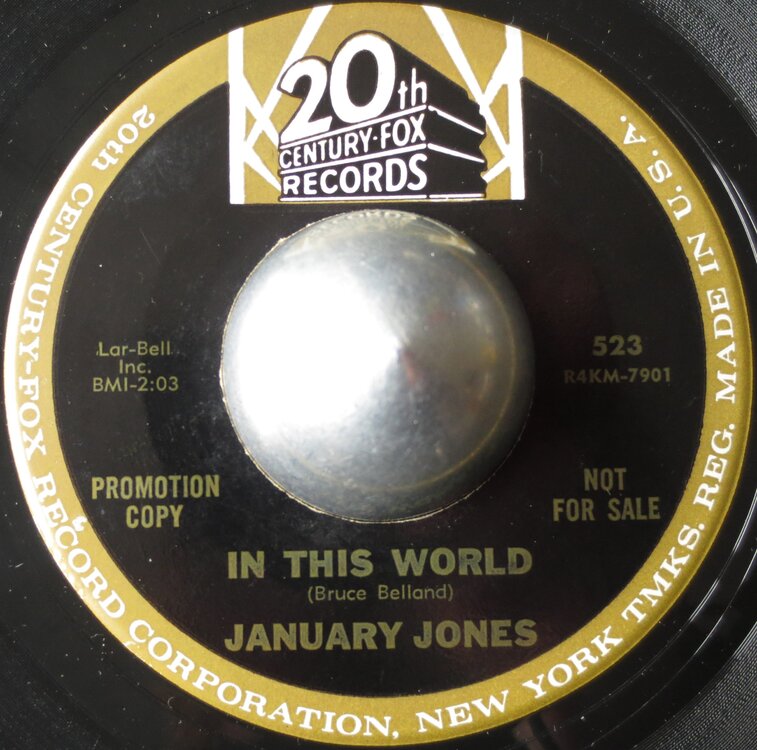 20th
CENTURY-FOX
RECORDS
Lar-Bell
Inc.
BMI-2:03
523
R4KM-7901
PROMOTION
COPY
NOT
FOR SALE
IN THIS WORLD
(Bruce Belland)
JANUARY JONES
20th CENTURY-FOX RECORD CORPORATION, NEW YORK TMKS. REG. MADE IN U.S.A.